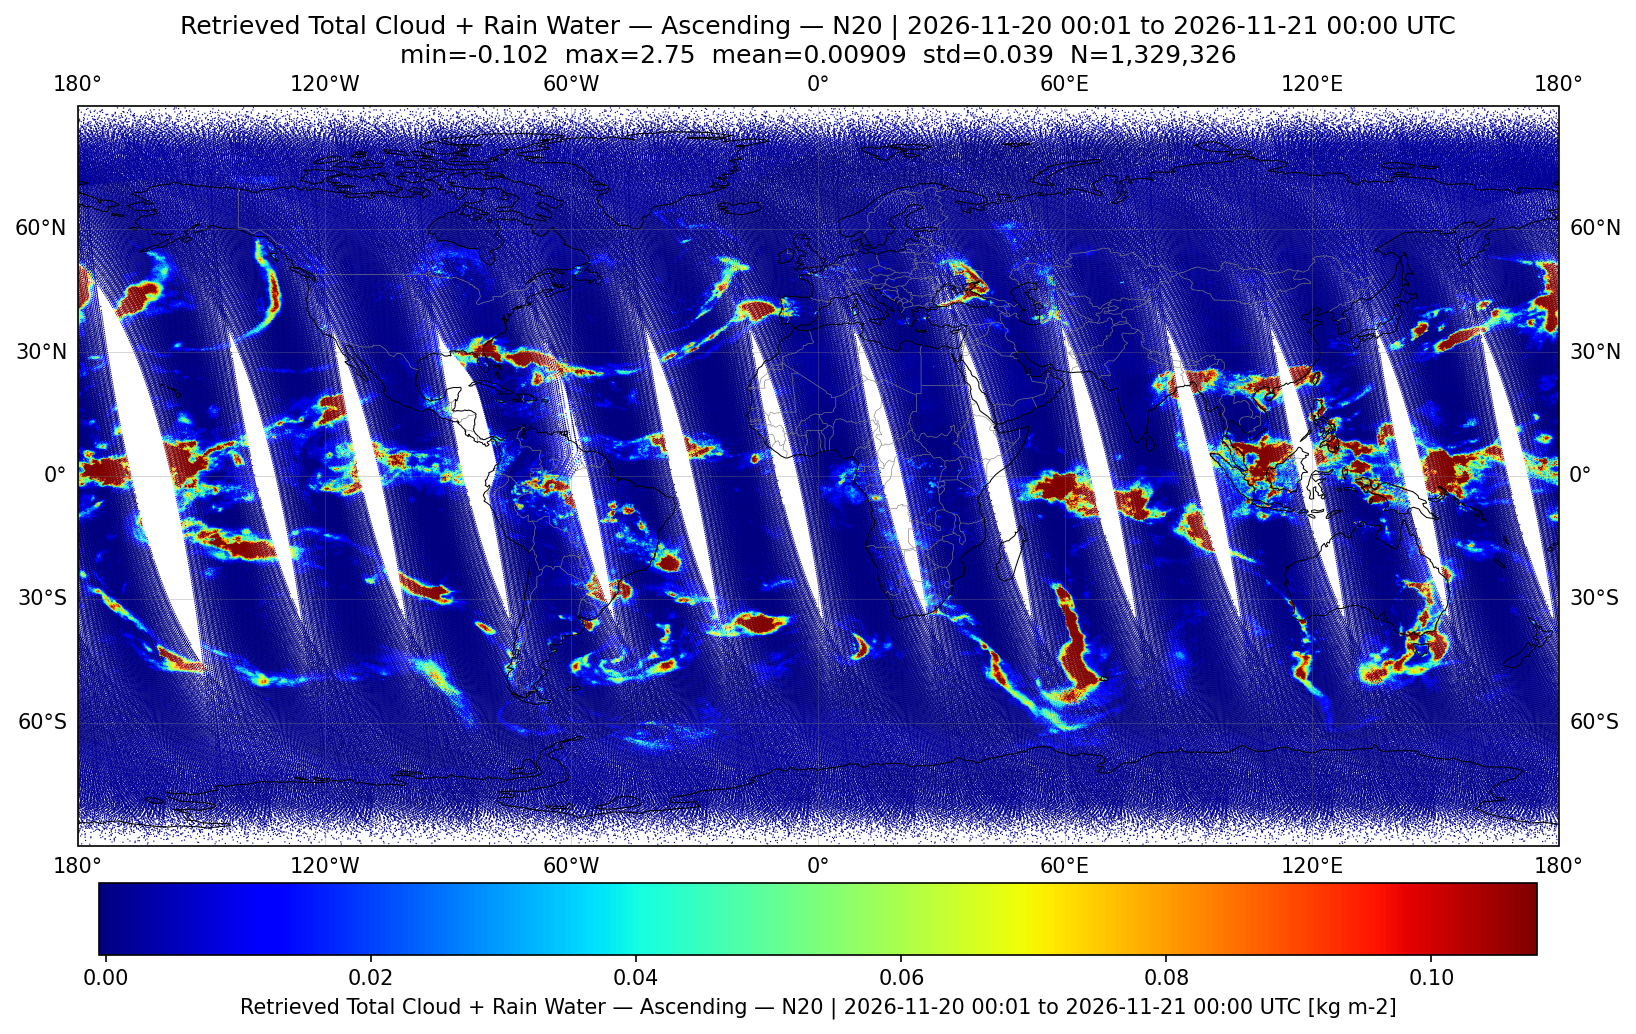 Retrieved Total Cloud + Rain Water — Ascending — N20 | 2026-11-20 00:01 to 2026-11-21 00:00 UTC
min=-0.102  max=2.75  mean=0.00909  std=0.039  N=1,329,326
180° 120°W 60°W 0° 60°E 120°E 180°
60°N 60°N
30°N 30°N
0° 0°
30°S 30°S
60°S 60°S
180° 120°W 60°W 0° 60°E 120°E 180°
0.00 0.02 0.04 0.06 0.08 0.10
Retrieved Total Cloud + Rain Water — Ascending — N20 | 2026-11-20 00:01 to 2026-11-21 00:00 UTC [kg m-2]